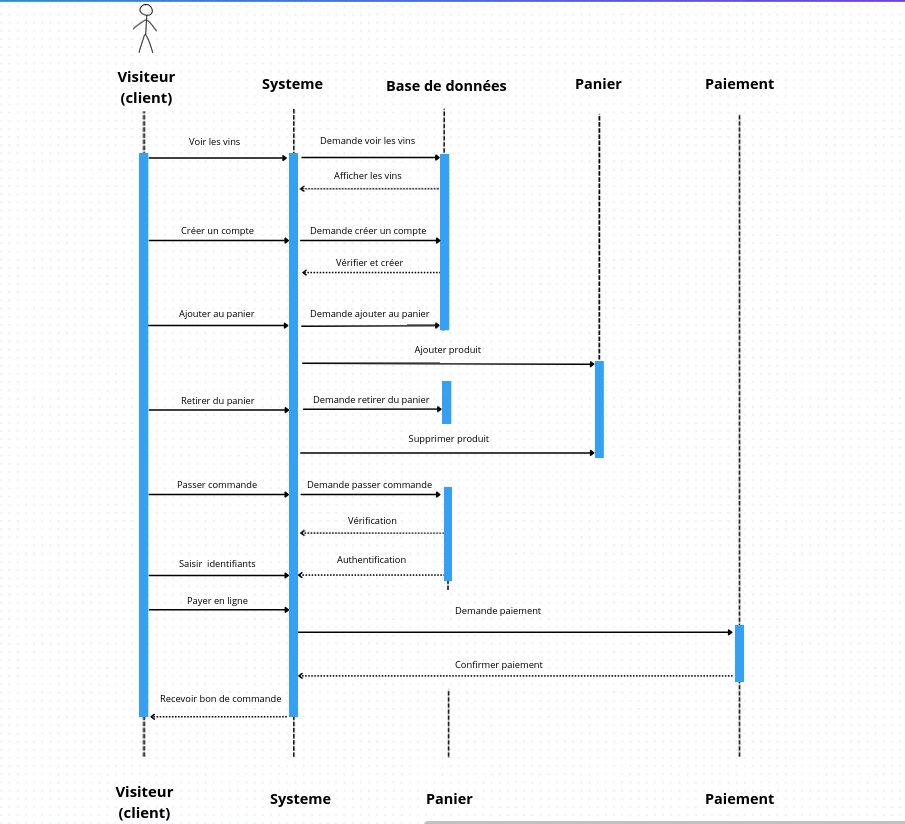 Visiteur
(client)
Systeme
Base de données
Panier
Paiement
Voir les vins
Demande voir les vins
Afficher les vins
Créer un compte
Demande créer un compte
Vérifier et créer
Ajouter au panier
Demande ajouter au panier
Ajouter produit
Retirer du panier
Demande retirer du panier
Supprimer produit
Passer commande
Demande passer commande
Vérification
Saisir identifiants
Authentification
Payer en ligne
Demande paiement
Confirmer paiement
Recevoir bon de commande
Visiteur
(client)
Systeme
Panier
Paiement